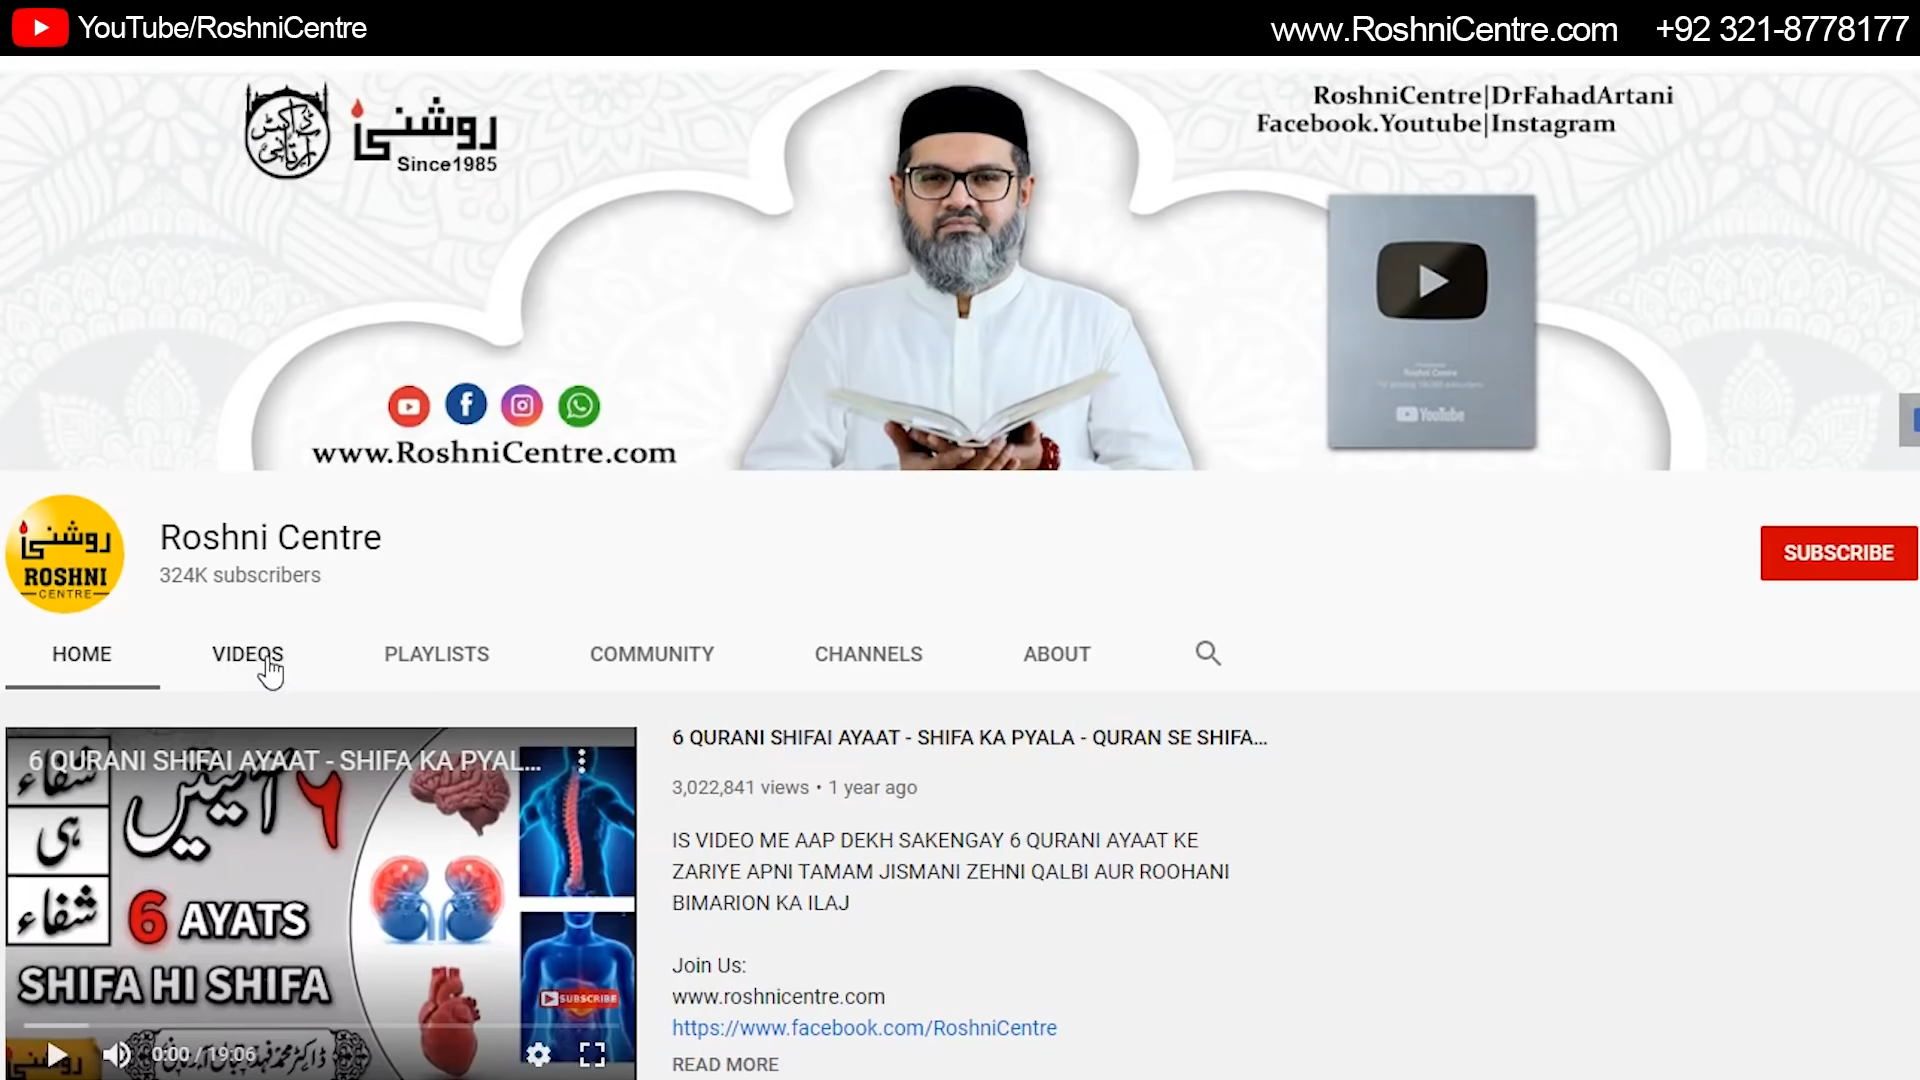 YouTube/RoshniCentre
www.RoshniCentre.com +92 321-8778177
روشنی
Since1985
RoshniCentre|DrFahadArtani
Facebook.Youtube|Instagram
Roshni Centre
YouTube
www.RoshniCentre.com
روشنی
ROSHNI
CENTRE
Roshni Centre
324K subscribers
SUBSCRIBE
HOME VIDEOS PLAYLISTS COMMUNITY CHANNELS ABOUT
6 QURANI SHIFAI AYAAT - SHIFA KA PYAL...
شفاء
ہی
شفاء
۶ آیتیں
6 AYATS
SHIFA HI SHIFA
SUBSCRIBE
روشنی
0:00 / 19:06
6 QURANI SHIFAI AYAAT - SHIFA KA PYALA - QURAN SE SHIFA...
3,022,841 views • 1 year ago
IS VIDEO ME AAP DEKH SAKENGAY 6 QURANI AYAAT KE
ZARIYE APNI TAMAM JISMANI ZEHNI QALBI AUR ROOHANI
BIMARION KA ILAJ
Join Us:
www.roshnicentre.com
https://www.facebook.com/RoshniCentre
READ MORE